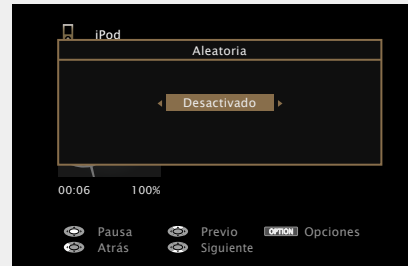 iPod
Aleatoria
Desactivado
00:06 100%
Pausa Previo OPTION Opciones
Atrás Siguiente